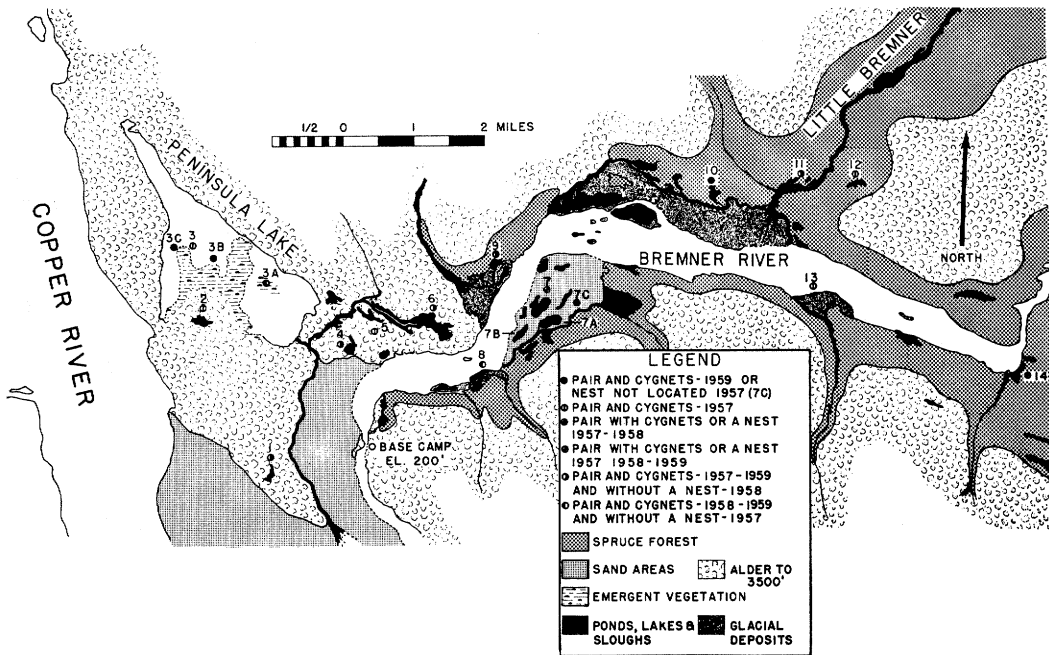 LITTLE BREMNER
1/2 0 1 2 MILES
PENINSULA LAKE
COPPER RIVER
BREMNER RIVER
NORTH
3C 3
3B
3A
2
1
4
5
6
9
8
7
7C
7B
7A
10
11
12
13
14
BASE CAMP
EL. 200'
LEGEND
PAIR AND CYGNETS-1959 OR
NEST NOT LOCATED 1957 (7C)
PAIR AND CYGNETS-1957
PAIR WITH CYGNETS OR A NEST
1957-1958
PAIR WITH CYGNETS OR A NEST
1957 1958-1959
PAIR AND CYGNETS-1957-1959
AND WITHOUT A NEST-1958
PAIR AND CYGNETS-1958-1959
AND WITHOUT A NEST-1957
SPRUCE FOREST
SAND AREAS
ALDER TO
3500'
EMERGENT VEGETATION
PONDS, LAKES &
SLOUGHS
GLACIAL
DEPOSITS